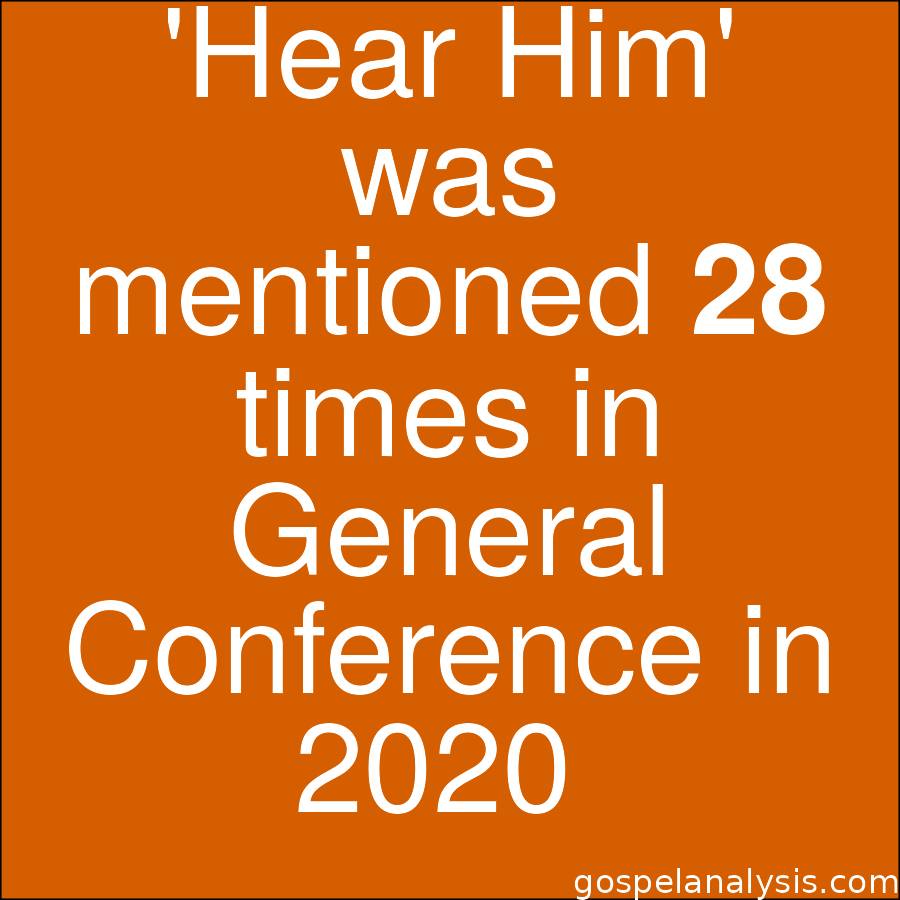 'Hear Him'
was
mentioned 28
times in
General
Conference in
2020
gospelanalysis.com